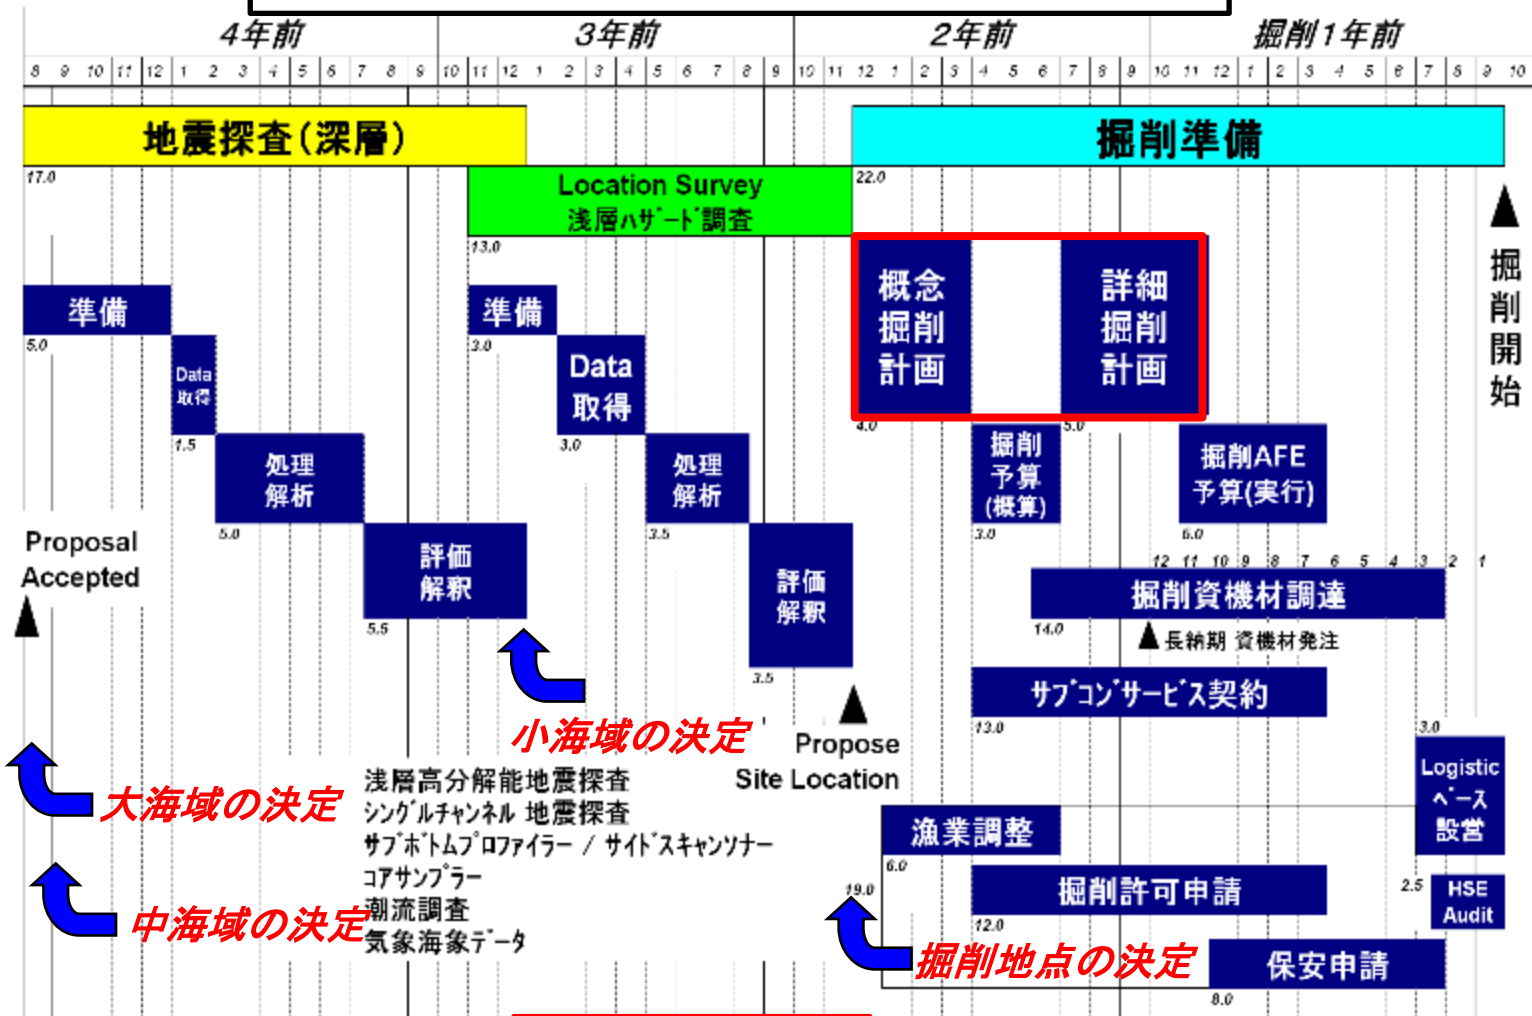 4年前 3年前 2年前 掘削1年前
8 9 10 11 12 1 2 3 4 5 6 7 8 9 10 11 12 1 2 3 4 5 6 7 8 9 10 11 12 1 2 3 4 5 6 7 8 9 10 11 12 1 2 3 4 5 6 7 8 9 10
地震探査(深層)
17.0
掘削準備
22.0
Location Survey
浅層ハザード調査
13.0
掘削開始
準備
5.0
Data
取得
1.5
処理
解析
5.0
評価
解釈
5.5
準備
3.0
Data
取得
3.0
処理
解析
3.5
評価
解釈
3.5
概念
掘削
計画
4.0
詳細
掘削
計画
5.0
掘削
予算
(概算)
3.0
掘削AFE
予算(実行)
6.0
12 11 10 9 8 7 6 5 4 3 2 1
掘削資機材調達
14.0
長納期 資機材発注
サブコンサービス契約
13.0
Proposal
Accepted
小海域の決定
大海域の決定
中海域の決定
Propose
Site Location
浅層高分解能地震探査
シングルチャンネル 地震探査
サブボトムプロファイラー / サイドスキャンソナー
コアサンプラー
潮流調査
気象海象データ
3.0
Logistic
ベース
設営
漁業調整
6.0
19.0
掘削許可申請
12.0
2.5
HSE
Audit
掘削地点の決定
保安申請
8.0